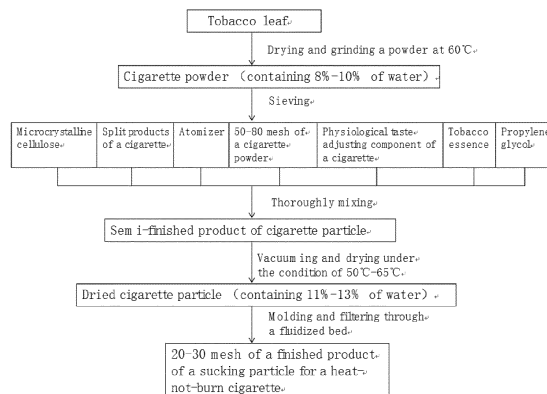 Tobacco leaf
Drying and grinding a powder at 60℃
Cigarette powder (containing 8%-10% of water)
Sieving
Microcrystalline
cellulose
Split products
of a cigarette
Atomizer
50-80 mesh of
a cigarette
powder
Physiological taste
adjusting component of
a cigarette
Tobacco
essence
Propylene
glycol
Thoroughly mixing
Sem i-finished product of cigarette particle
Vacuum ing and drying under
the condition of 50℃-65℃
Dried cigarette particle (containing 11%-13% of water)
Molding and filtering through
a fluidized bed
20-30 mesh of a finished product
of a sucking particle for a heat-
not-burn cigarette